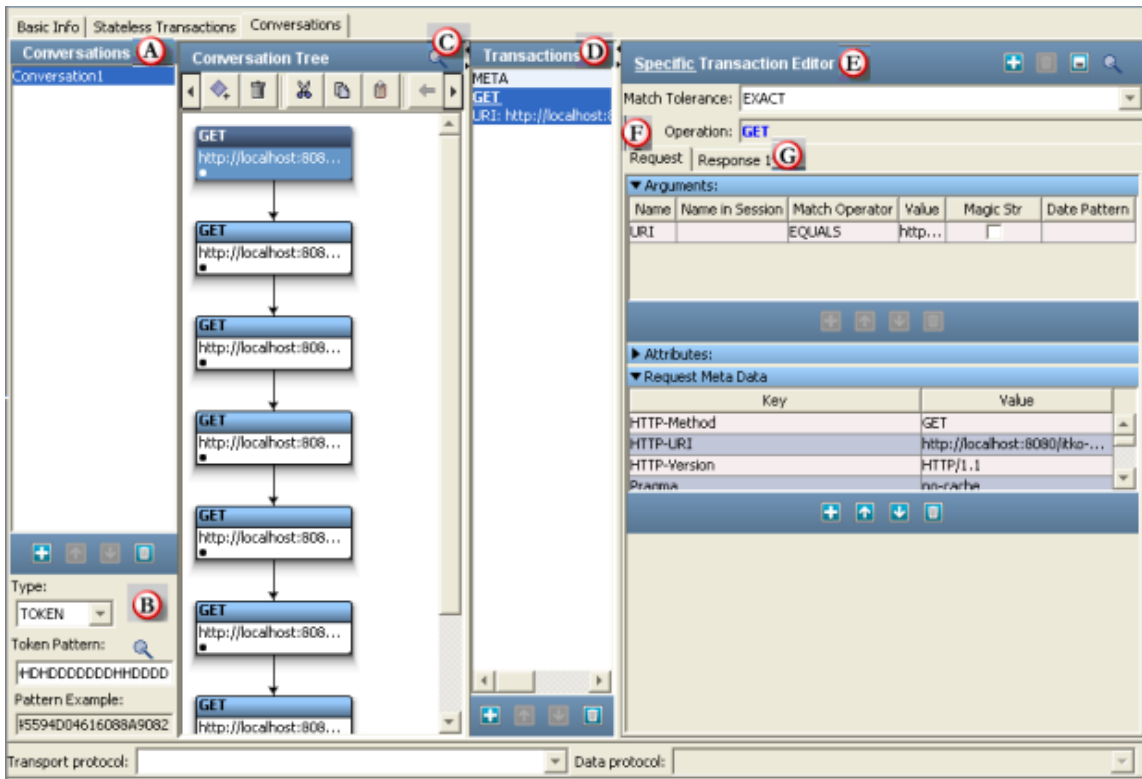 Basic Info Stateless Transactions Conversations
Conversations A
Conversation1
Type:
TOKEN
B
Token Pattern:
HDHDDDDDDDHHDDDD
Pattern Example:
#5594D04616088A9082
Conversation Tree C
GET
http://localhost:808...
GET
http://localhost:808...
GET
http://localhost:808...
GET
http://localhost:808...
GET
http://localhost:808...
GET
http://localhost:808...
GET
http://localhost:808...
Transactions D
META
GET
URI: http://localhost:8
Specific Transaction Editor E
Match Tolerance: EXACT
F Operation: GET
Request Response 1 G
Arguments:
Name Name in Session Match Operator Value Magic Str Date Pattern
URI EQUALS http...
Attributes:
Request Meta Data
Key Value
HTTP-Method GET
HTTP-URI http://localhost:8080/itko-...
HTTP-Version HTTP/1.1
Pragma no-cache
Transport protocol: Data protocol: